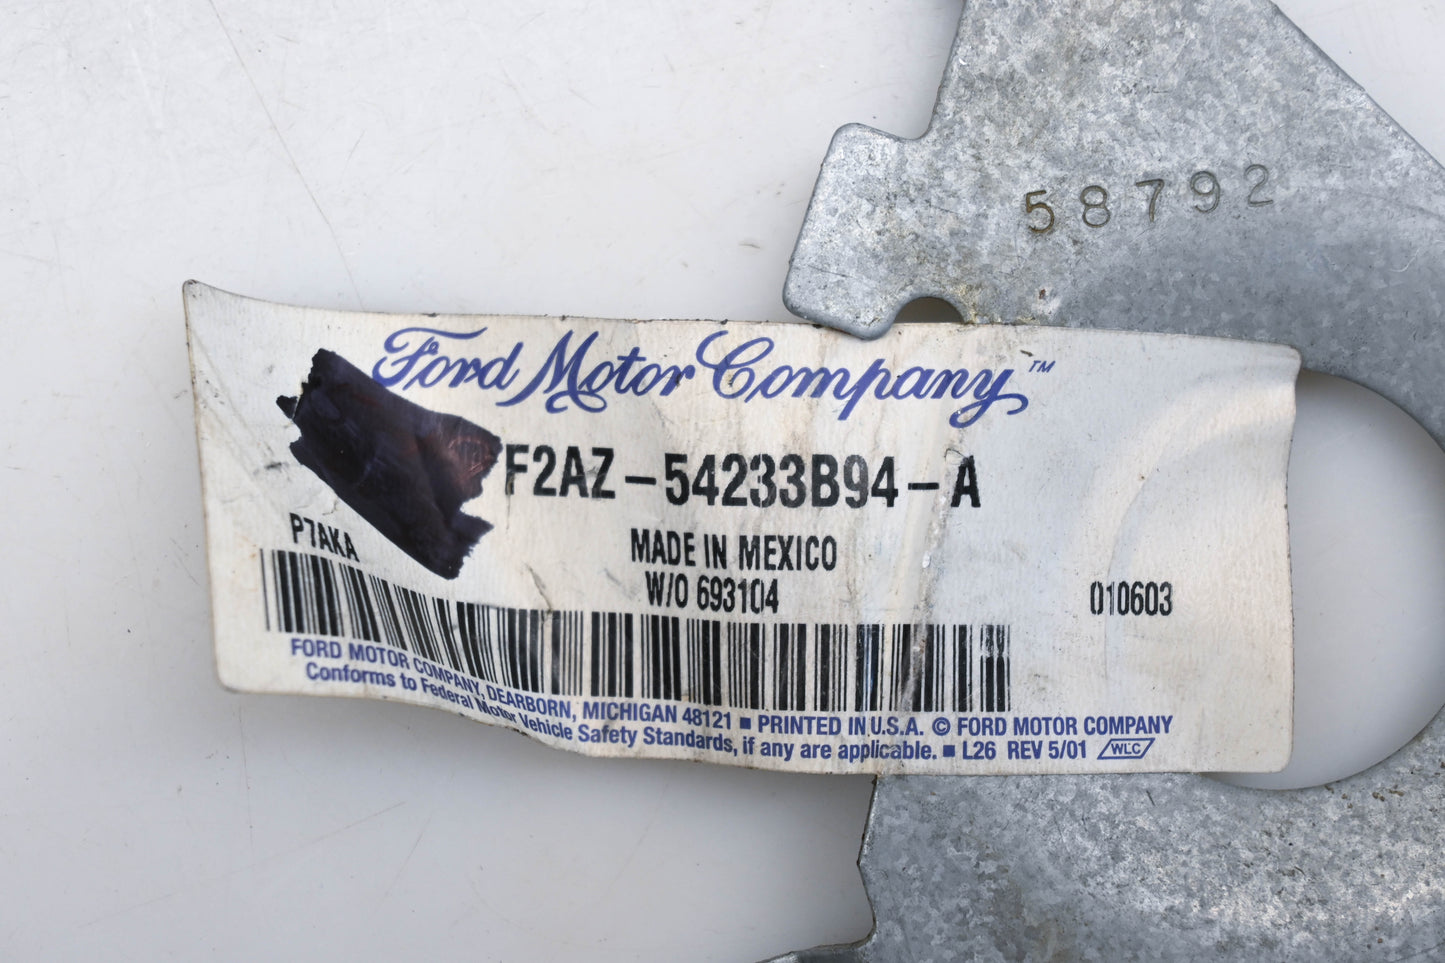 58792
Ford Motor Company™
F2AZ-54233B94-A
P7AKA
MADE IN MEXICO
W/O 693104
010603
FORD MOTOR COMPANY, DEARBORN, MICHIGAN 48121 ■ PRINTED IN U.S.A. © FORD MOTOR COMPANY
Conforms to Federal Motor Vehicle Safety Standards, if any are applicable. ■ L26 REV 5/01 WLC